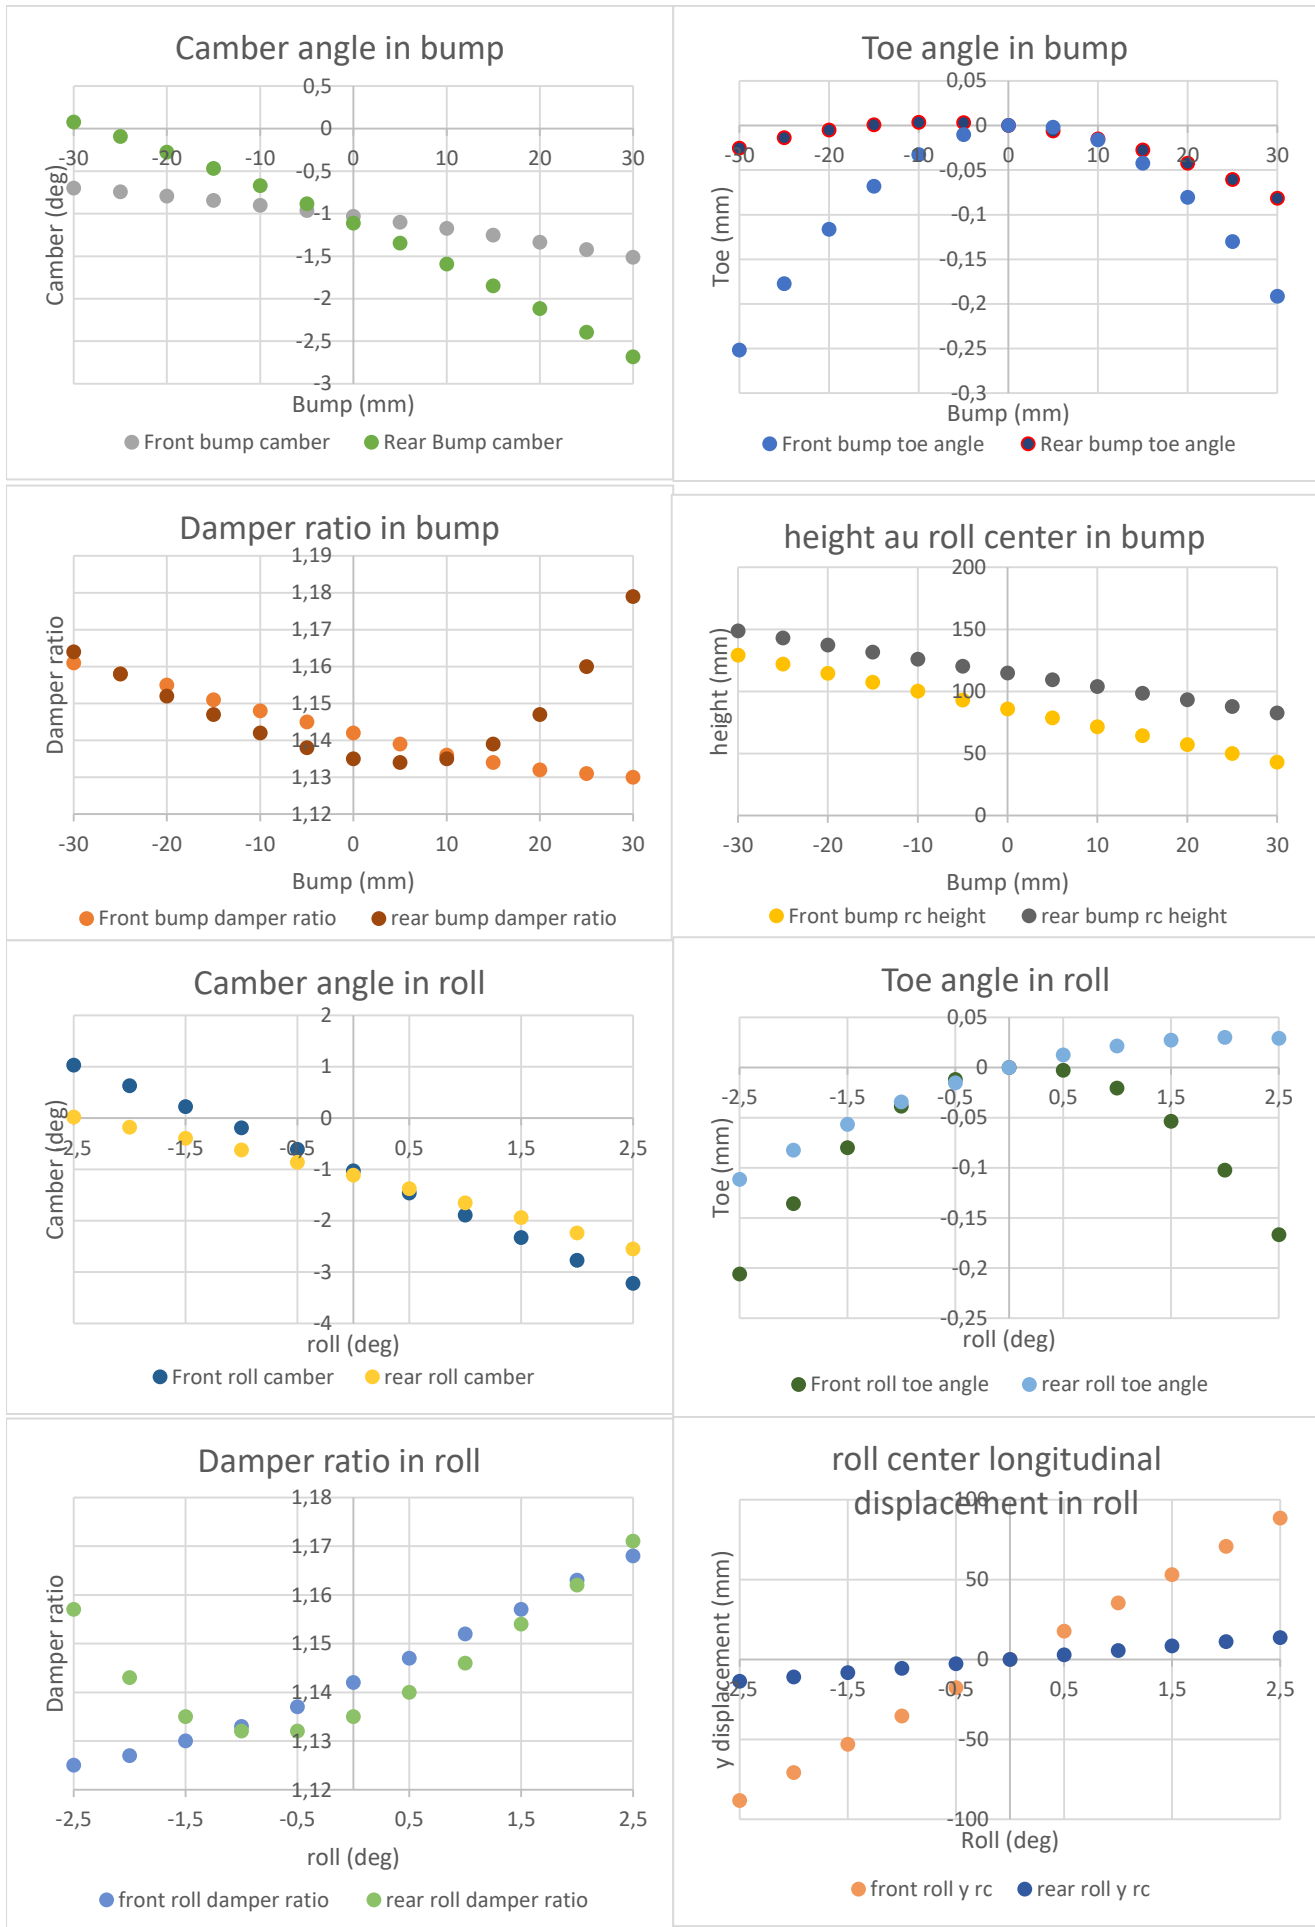 Camber angle in bump
0,5
0
-0,5
-1
-1,5
-2
-2,5
-3
-30 -20 -10 0 10 20 30
Camber (deg)
Bump (mm)
Front bump camber Rear Bump camber
Toe angle in bump
0,05
0
-0,05
-0,1
-0,15
-0,2
-0,25
-0,3
-30 -20 -10 0 10 20 30
Toe (mm)
Bump (mm)
Front bump toe angle Rear bump toe angle
Damper ratio in bump
1,19
1,18
1,17
1,16
1,15
1,14
1,13
1,12
-30 -20 -10 0 10 20 30
Damper ratio
Bump (mm)
Front bump damper ratio rear bump damper ratio
height au roll center in bump
200
150
100
50
0
-30 -20 -10 0 10 20 30
height (mm)
Bump (mm)
Front bump rc height rear bump rc height
Camber angle in roll
2
1
0
-1
-2
-3
-4
-2,5 -1,5 -0,5 0,5 1,5 2,5
Camber (deg)
roll (deg)
Front roll camber rear roll camber
Toe angle in roll
0,05
0
-0,05
-0,1
-0,15
-0,2
-0,25
-2,5 -1,5 -0,5 0,5 1,5 2,5
Toe (mm)
roll (deg)
Front roll toe angle rear roll toe angle
Damper ratio in roll
1,18
1,17
1,16
1,15
1,14
1,13
1,12
-2,5 -1,5 -0,5 0,5 1,5 2,5
Damper ratio
roll (deg)
front roll damper ratio rear roll damper ratio
roll center longitudinal
displacement in roll
100
50
0
-50
-100
-2,5 -1,5 -0,5 0,5 1,5 2,5
y displacement (mm)
Roll (deg)
front roll y rc rear roll y rc